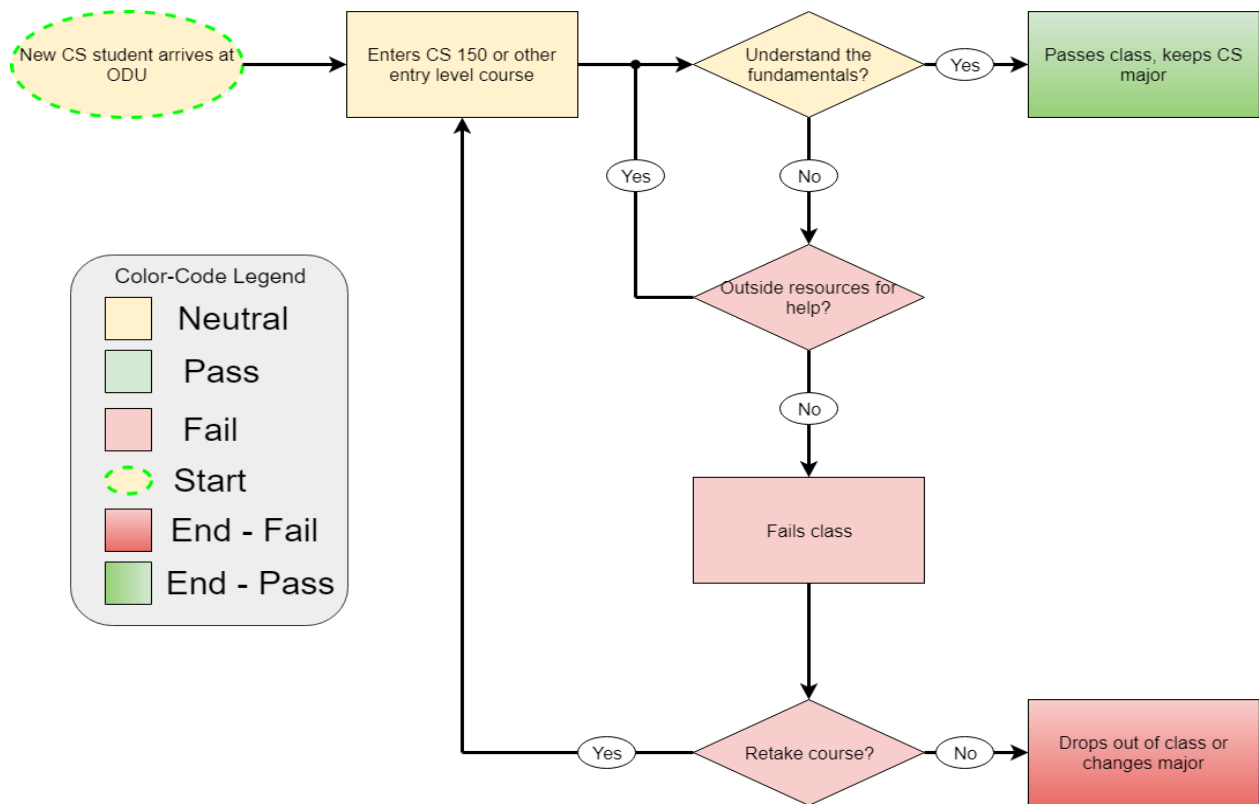 New CS student arrives at
ODU
Enters CS 150 or other
entry level course
Understand the
fundamentals?
Yes
Passes class, keeps CS
major
Yes
No
Outside resources for
help?
No
Fails class
Retake course?
Yes
No
Drops out of class or
changes major
Color-Code Legend
Neutral
Pass
Fail
Start
End - Fail
End - Pass